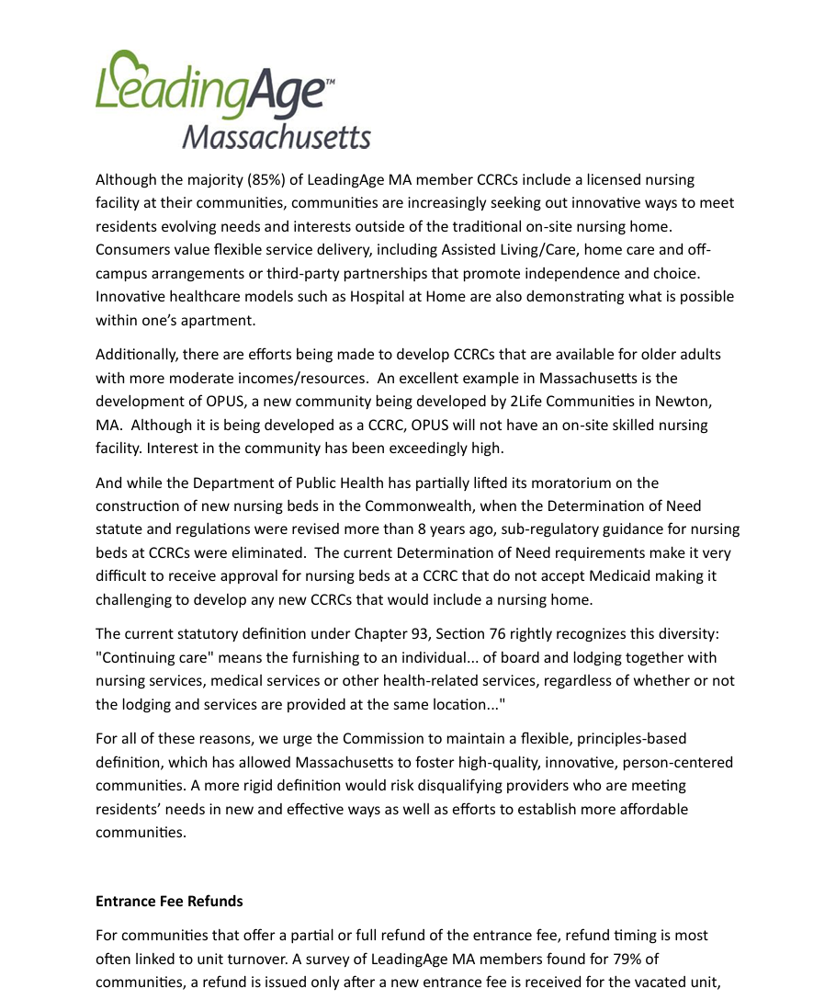 LeadingAge™
Massachusetts
Although the majority (85%) of LeadingAge MA member CCRCs include a licensed nursing
facility at their communities, communities are increasingly seeking out innovative ways to meet
residents evolving needs and interests outside of the traditional on-site nursing home.
Consumers value flexible service delivery, including Assisted Living/Care, home care and off-
campus arrangements or third-party partnerships that promote independence and choice.
Innovative healthcare models such as Hospital at Home are also demonstrating what is possible
within one’s apartment.
Additionally, there are efforts being made to develop CCRCs that are available for older adults
with more moderate incomes/resources.  An excellent example in Massachusetts is the
development of OPUS, a new community being developed by 2Life Communities in Newton,
MA.  Although it is being developed as a CCRC, OPUS will not have an on-site skilled nursing
facility. Interest in the community has been exceedingly high.
And while the Department of Public Health has partially lifted its moratorium on the
construction of new nursing beds in the Commonwealth, when the Determination of Need
statute and regulations were revised more than 8 years ago, sub-regulatory guidance for nursing
beds at CCRCs were eliminated.  The current Determination of Need requirements make it very
difficult to receive approval for nursing beds at a CCRC that do not accept Medicaid making it
challenging to develop any new CCRCs that would include a nursing home.
The current statutory definition under Chapter 93, Section 76 rightly recognizes this diversity:
"Continuing care" means the furnishing to an individual... of board and lodging together with
nursing services, medical services or other health-related services, regardless of whether or not
the lodging and services are provided at the same location..."
For all of these reasons, we urge the Commission to maintain a flexible, principles-based
definition, which has allowed Massachusetts to foster high-quality, innovative, person-centered
communities. A more rigid definition would risk disqualifying providers who are meeting
residents’ needs in new and effective ways as well as efforts to establish more affordable
communities.
Entrance Fee Refunds
For communities that offer a partial or full refund of the entrance fee, refund timing is most
often linked to unit turnover. A survey of LeadingAge MA members found for 79% of
communities, a refund is issued only after a new entrance fee is received for the vacated unit,